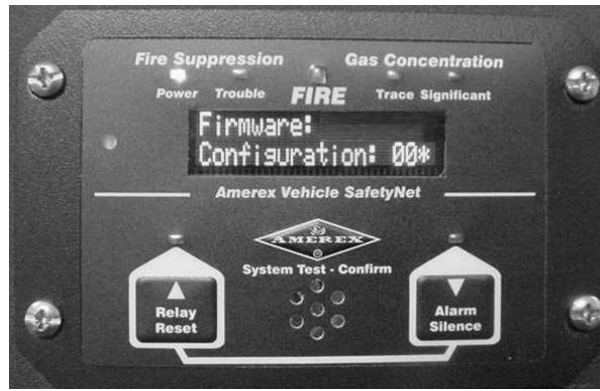 Fire Suppression
Gas Concentration
Power Trouble FIRE Trace Significant
Firmware:
Configuration: 00*
Amerex Vehicle SafetyNet
AMEREX
System Test - Confirm
Relay
Reset
Alarm
Silence